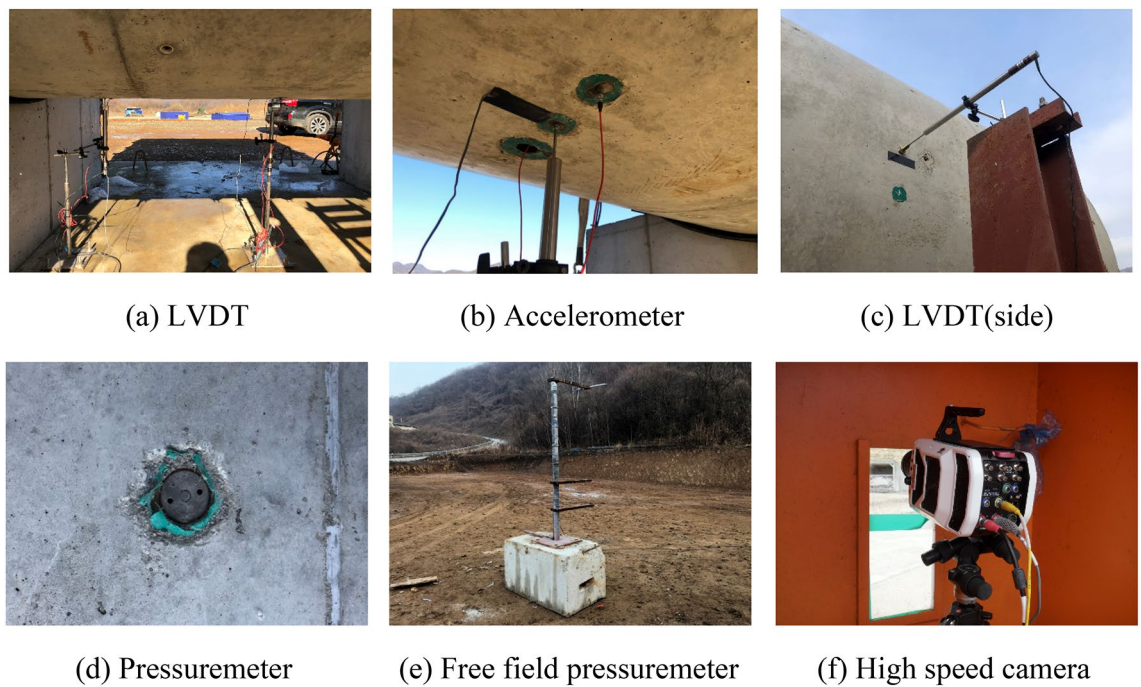 (a) LVDT
(b) Accelerometer
(c) LVDT(side)
(d) Pressuremeter
(e) Free field pressuremeter
(f) High speed camera